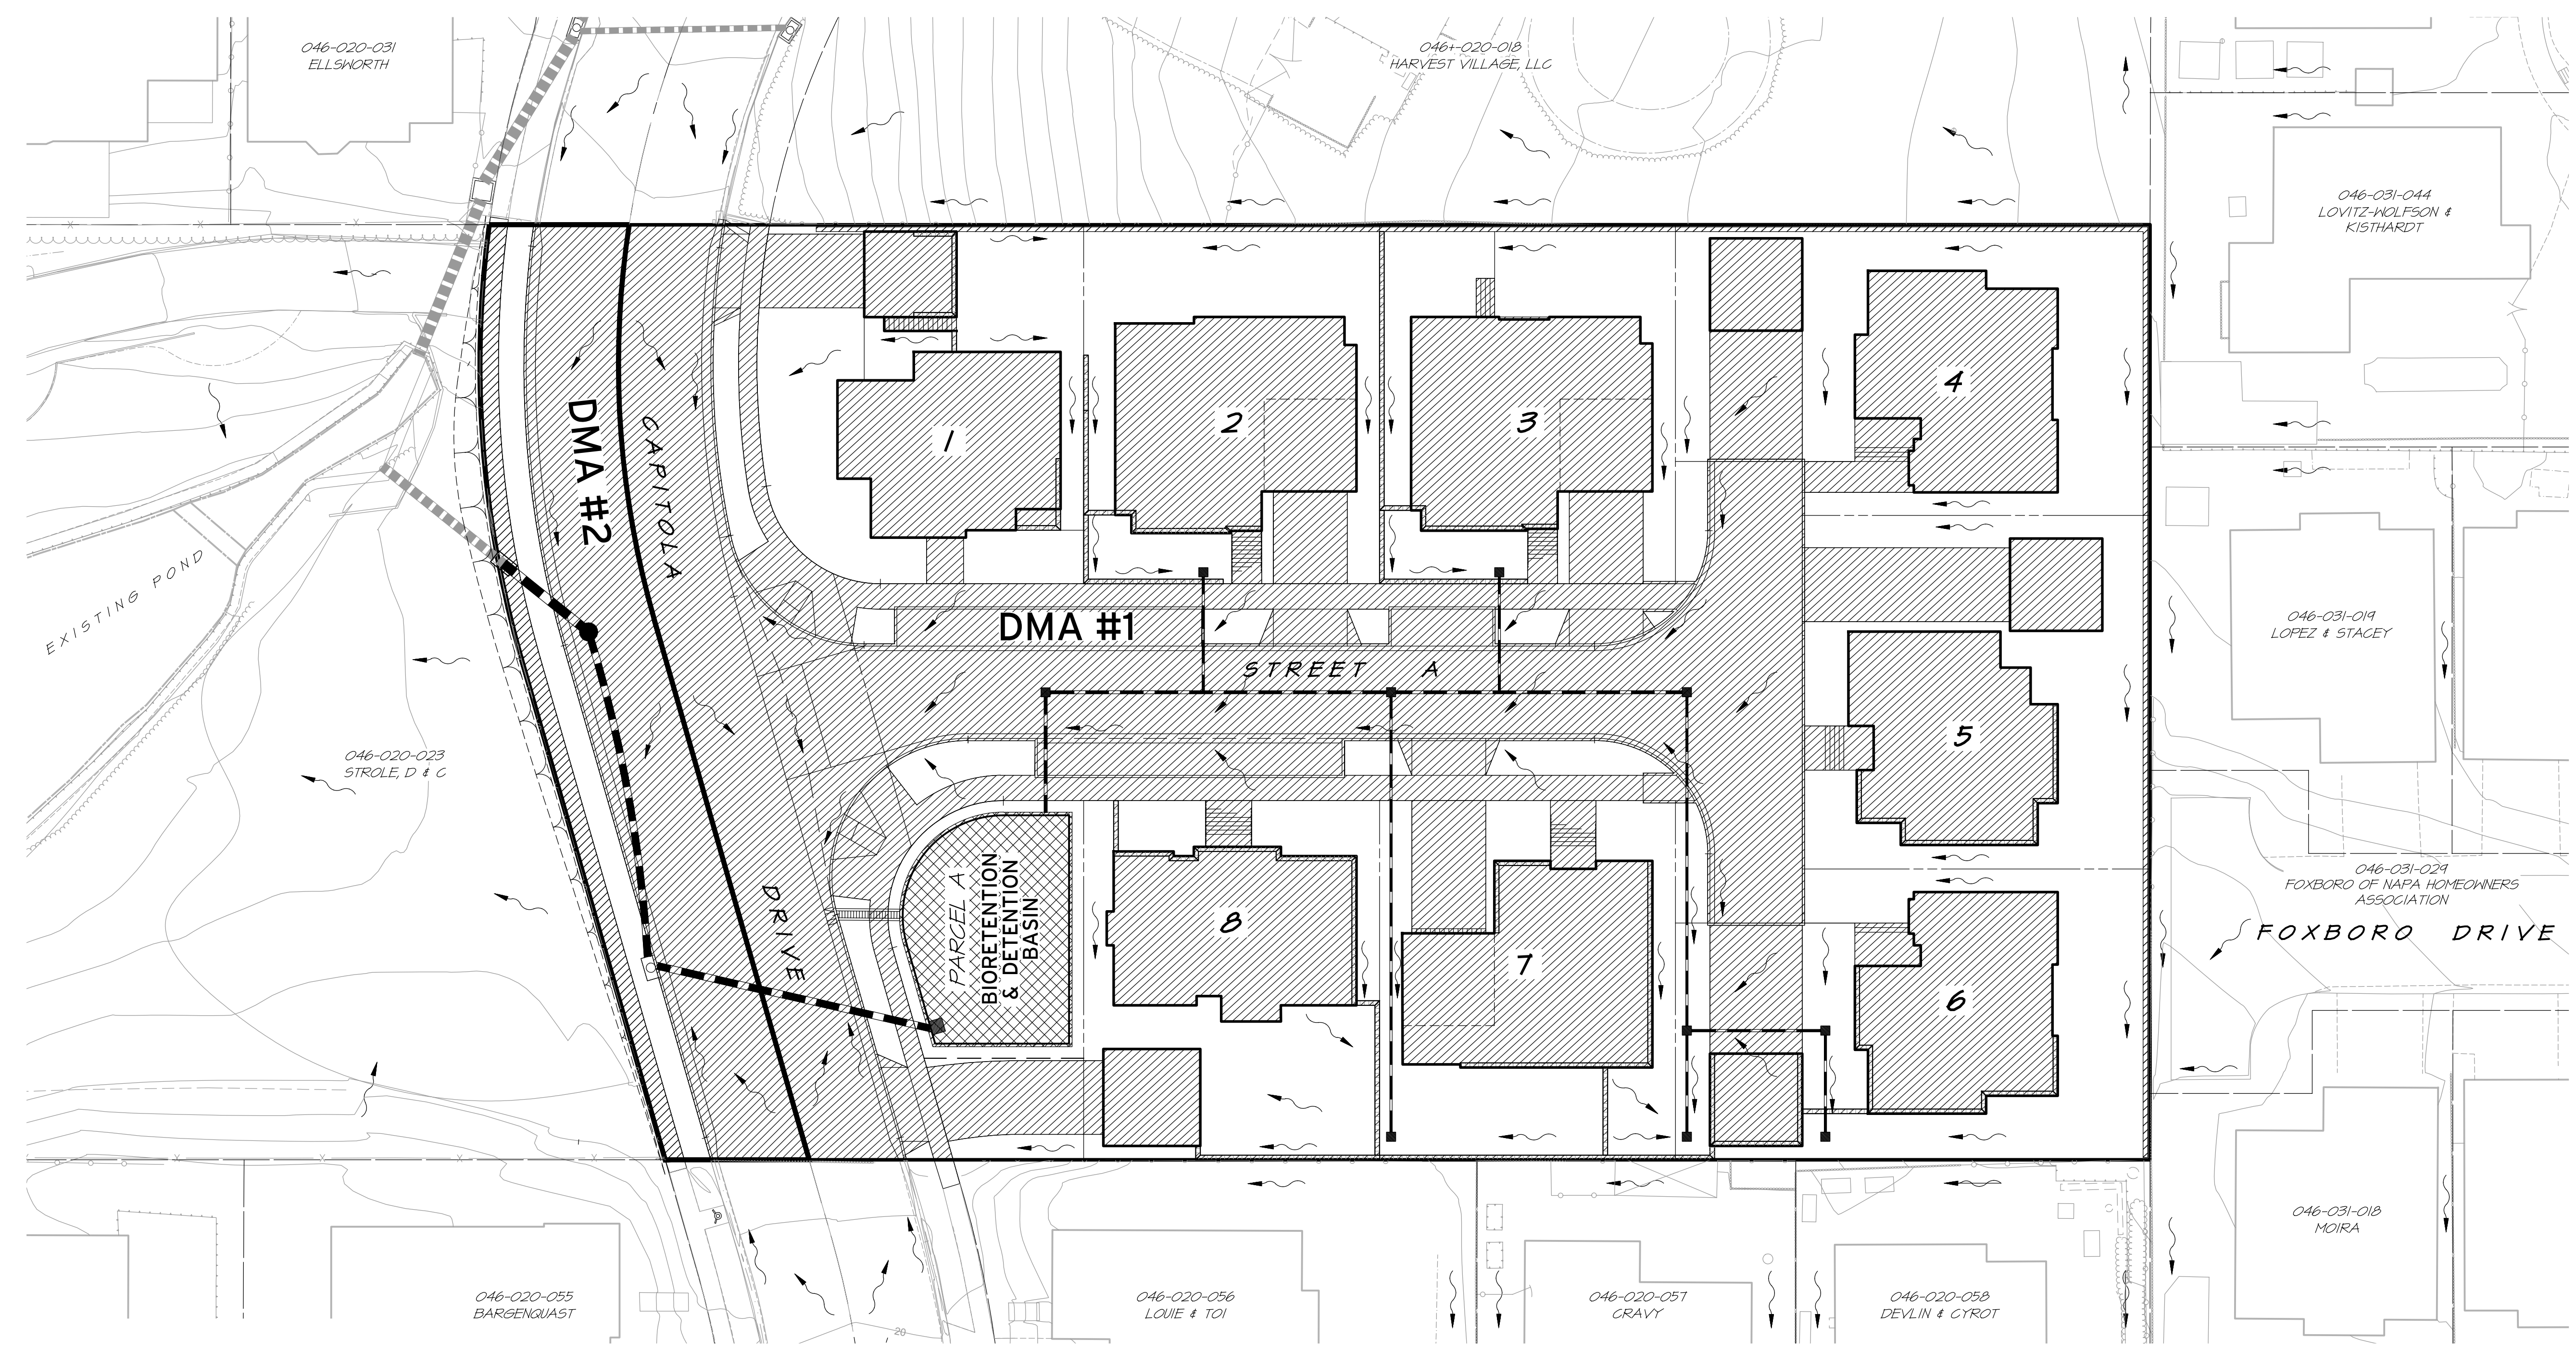 046-020-031
ELLSWORTH
046+-020-018
HARVEST VILLAGE, LLC
046-031-044
LOVITZ-WOLFSON &
KISTHARDT
DMA #2
CAPITOLA
DRIVE
1
2
3
4
EXISTING POND
DMA #1
STREET A
046-031-019
LOPEZ & STACEY
5
046-020-023
STROLE, D & C
PARCEL A
BIORETENTION
& DETENTION
BASIN
8
7
6
046-031-029
FOXBORO OF NAPA HOMEOWNERS
ASSOCIATION
FOXBORO DRIVE
046-031-018
MOIRA
046-020-055
BARGENQUAST
20
046-020-056
LOUIE & TOI
046-020-057
GRAVY
046-020-058
DEVLIN & CYROT